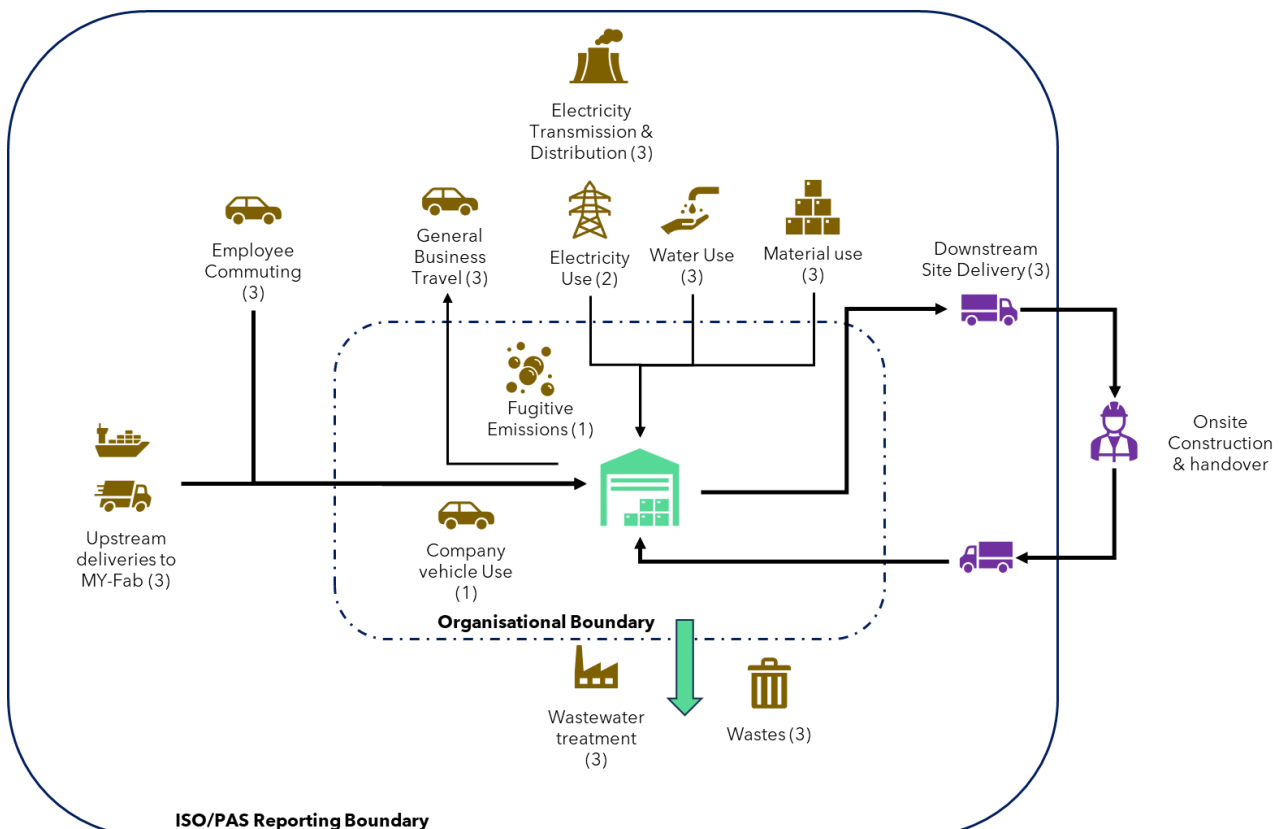 Electricity
Transmission &
Distribution (3)
Employee
Commuting
(3)
General
Business
Travel (3)
Electricity
Use (2)
Water Use
(3)
Material use
(3)
Downstream
Site Delivery (3)
Fugitive
Emissions (1)
Onsite
Construction
& handover
Upstream
deliveries to
MY-Fab (3)
Company
vehicle Use
(1)
Organisational Boundary
Wastewater
treatment
(3)
Wastes (3)
ISO/PAS Reporting Boundary